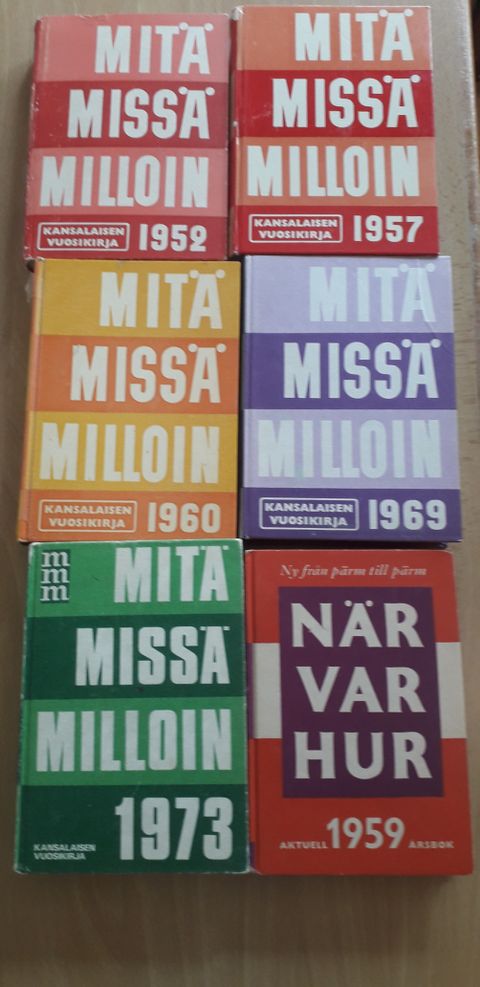 MITÄ
MISSÄ
MILLOIN
KANSALAISEN
VUOSIKIRJA
1952
MITÄ
MISSÄ
MILLOIN
KANSALAISEN
VUOSIKIRJA
1957
MITÄ
MISSÄ
MILLOIN
KANSALAISEN
VUOSIKIRJA
1960
MITÄ
MISSÄ
MILLOIN
KANSALAISEN
VUOSIKIRJA
1969
m
m
m
MITÄ
MISSÄ
MILLOIN
1973
KANSALAISEN
VUOSIKIRJA
Ny från pärm till pärm
NÄR
VAR
HUR
AKTUELL 1959 ÅRSBOK